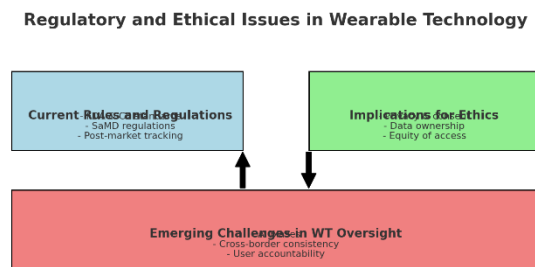 Regulatory and Ethical Issues in Wearable Technology
Current Rules and Regulations
- SaMD regulations
- Post-market tracking
Implications for Ethics
- Data ownership
- Equity of access
Emerging Challenges in WT Oversight
- Cross-border consistency
- User accountability